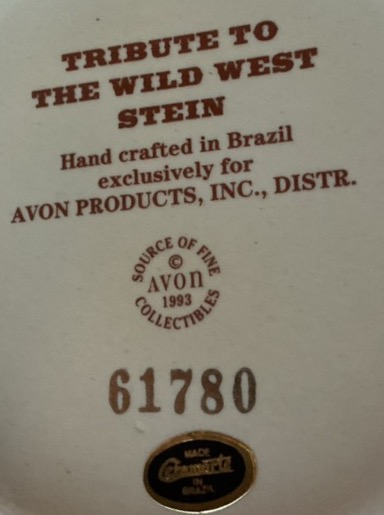 TRIBUTE TO
THE WILD WEST
STEIN
Hand crafted in Brazil
exclusively for
AVON PRODUCTS, INC., DISTR.
SOURCE OF FINE
©
AVON
1993
COLLECTIBLES
61780
MADE
Ceramarte
IN
BRAZIL